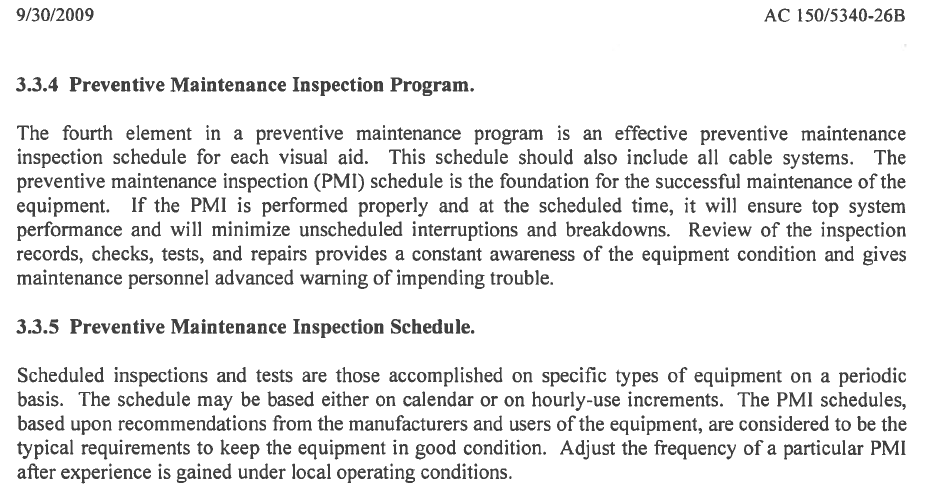 9/30/2009 AC 150/5340-26B
3.3.4 Preventive Maintenance Inspection Program.
The fourth element in a preventive maintenance program is an effective preventive maintenance
inspection schedule for each visual aid. This schedule should also include all cable systems. The
preventive maintenance inspection (PMI) schedule is the foundation for the successful maintenance of the
equipment. If the PMI is performed properly and at the scheduled time, it will ensure top system
performance and will minimize unscheduled interruptions and breakdowns. Review of the inspection
records, checks, tests, and repairs provides a constant awareness of the equipment condition and gives
maintenance personnel advanced warning of impending trouble.
3.3.5 Preventive Maintenance Inspection Schedule.
Scheduled inspections and tests are those accomplished on specific types of equipment on a periodic
basis. The schedule may be based either on calendar or on hourly-use increments. The PMI schedules,
based upon recommendations from the manufacturers and users of the equipment, are considered to be the
typical requirements to keep the equipment in good condition. Adjust the frequency of a particular PMI
after experience is gained under local operating conditions.